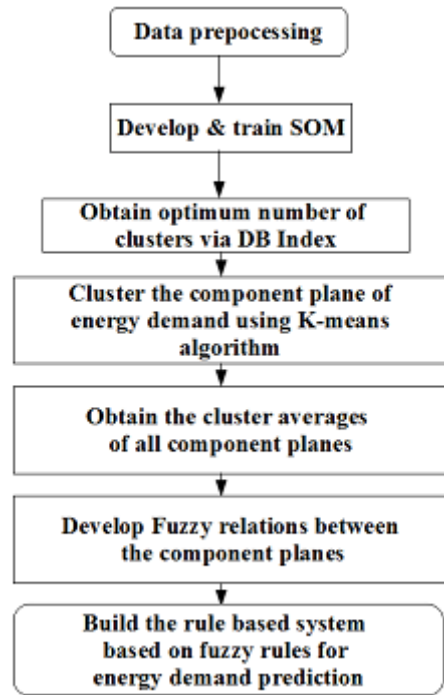 Data prepocessing
Develop & train SOM
Obtain optimum number of
clusters via DB Index
Cluster the component plane of
energy demand using K-means
algorithm
Obtain the cluster averages
of all component planes
Develop Fuzzy relations between
the component planes
Build the rule based system
based on fuzzy rules for
energy demand prediction